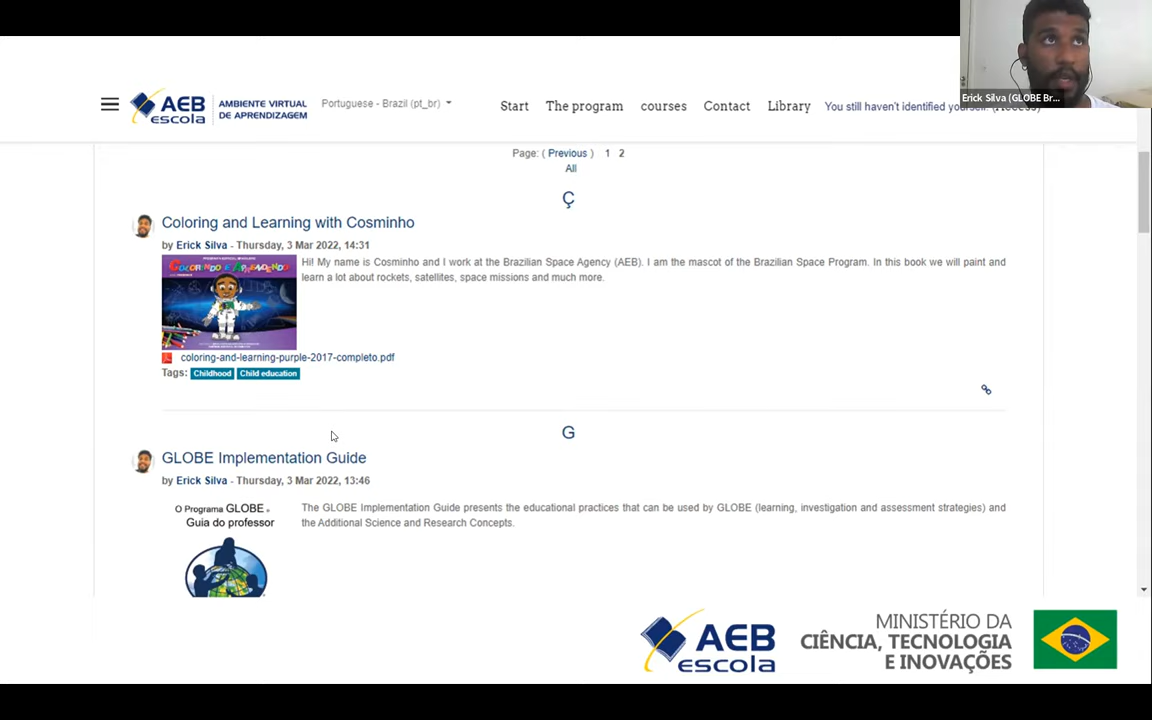 AEB
escola
AMBIENTE VIRTUAL
DE APRENDIZAGEM
Portuguese - Brazil (pt_br)
Start The program courses Contact Library
You still haven't identified yourself. (Access)
Erick Silva (GLOBE Br...
Page: ( Previous ) 1 2
All
Ç
Coloring and Learning with Cosminho
by Erick Silva - Thursday, 3 Mar 2022, 14:31
COLORINDO E APRENDENDO
Hi! My name is Cosminho and I work at the Brazilian Space Agency (AEB). I am the mascot of the Brazilian Space Program. In this book we will paint and
learn a lot about rockets, satellites, space missions and much more.
coloring-and-learning-purple-2017-completo.pdf
Tags: Childhood Child education
G
GLOBE Implementation Guide
by Erick Silva - Thursday, 3 Mar 2022, 13:46
O Programa GLOBE
Guia do professor
The GLOBE Implementation Guide presents the educational practices that can be used by GLOBE (learning, investigation and assessment strategies) and
the Additional Science and Research Concepts.
AEB
escola
MINISTÉRIO DA
CIÊNCIA, TECNOLOGIA
E INOVAÇÕES